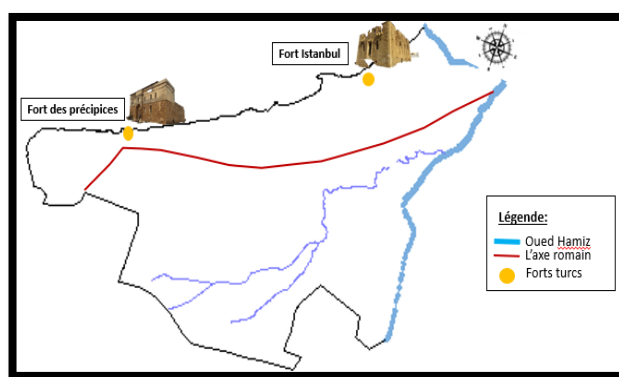 Fort Istanbul
Fort des précipices
Légende:
Oued Hamiz
L'axe romain
Forts turcs